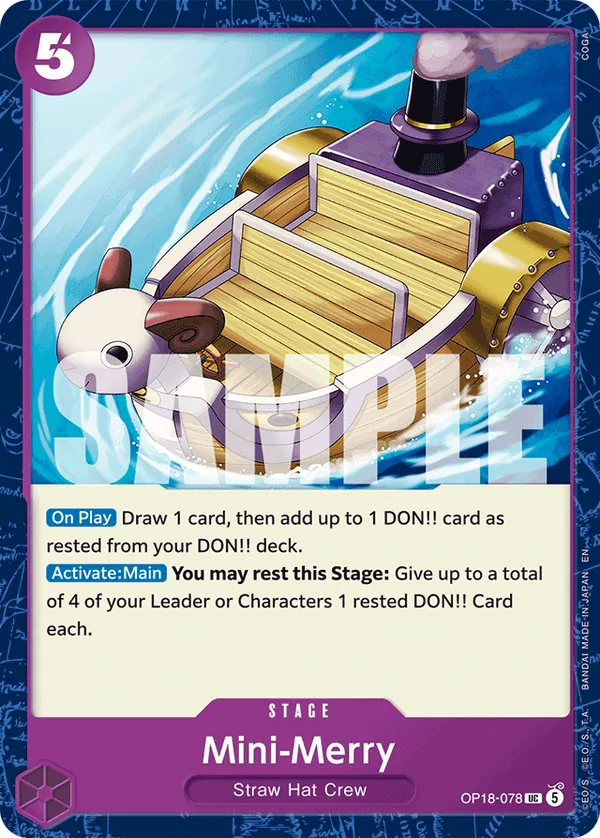 5
COGA
SAMPLE
On Play Draw 1 card, then add up to 1 DON!! card as
rested from your DON!! deck.
Activate:Main You may rest this Stage: Give up to a total
of 4 of your Leader or Characters 1 rested DON!! Card
each.
©E.O./S. ©E.O./S.,T.A. BANDAI MADE IN JAPAN EN
STAGE
Mini-Merry
Straw Hat Crew
OP18-078 UC 5